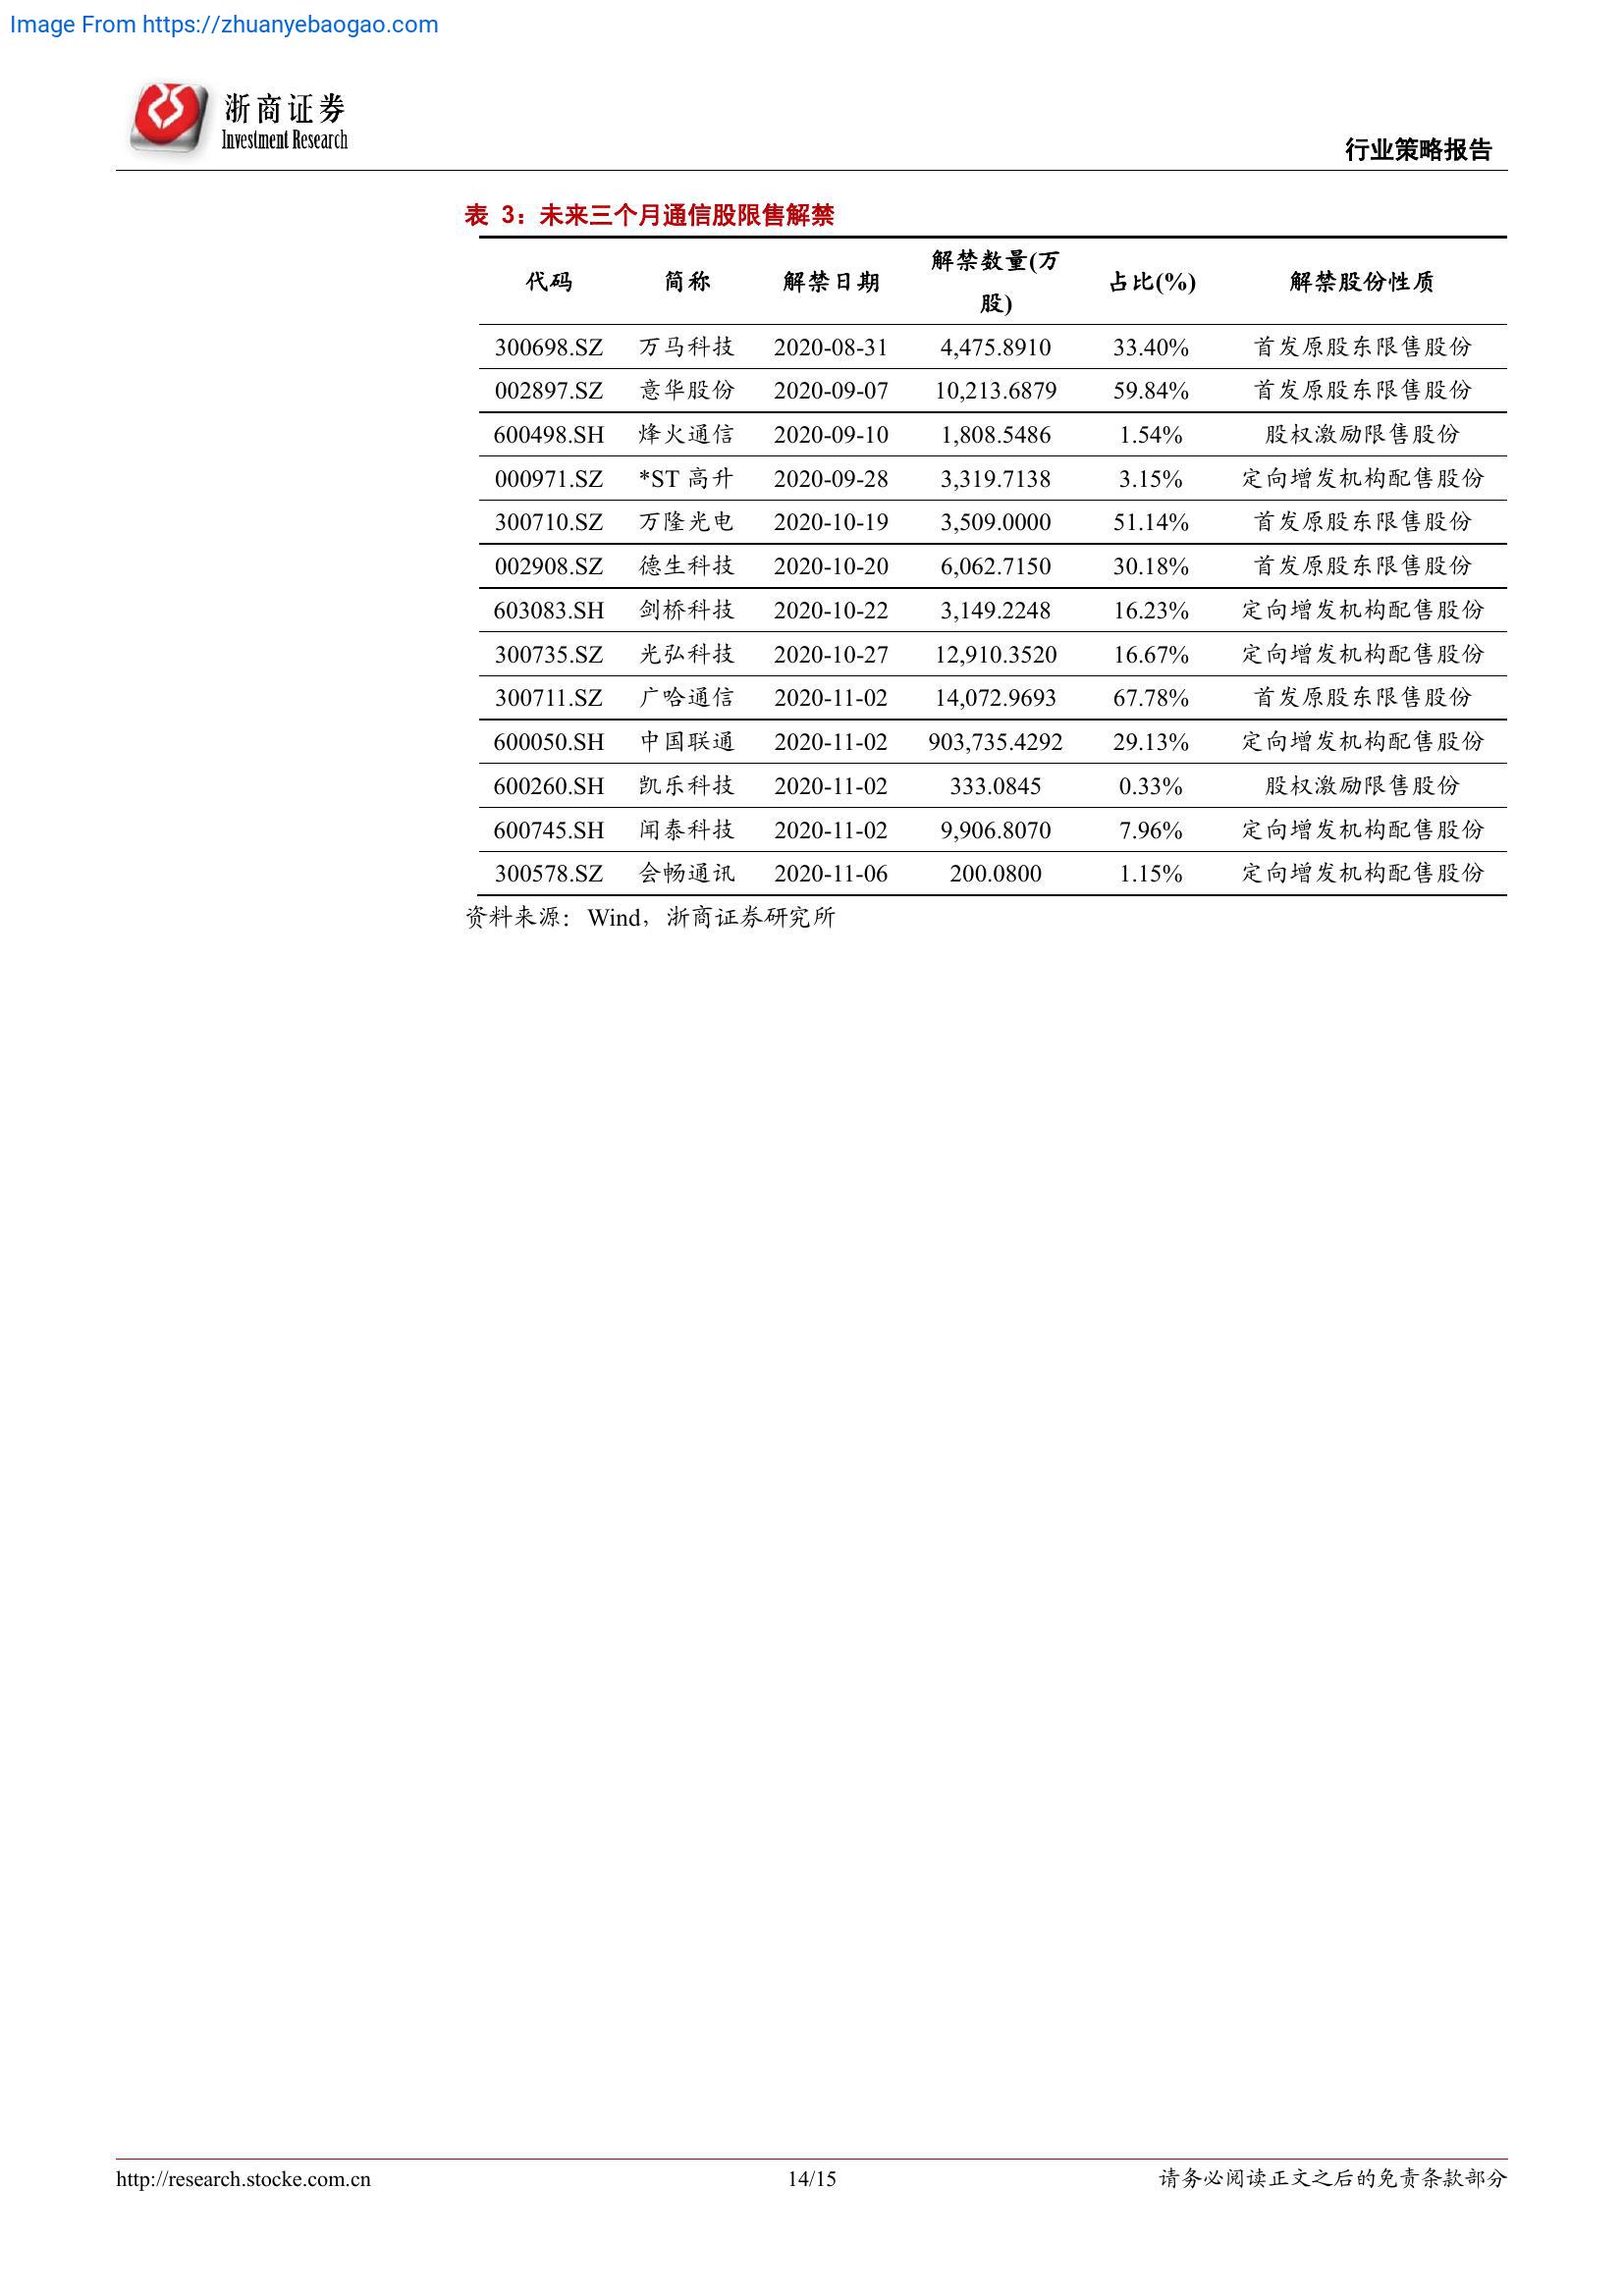 Image From https://zhuanyebaogao.com
浙商证券
Investment Research
行业策略报告
表 3：未来三个月通信股限售解禁
代码 简称 解禁日期 解禁数量(万股) 占比(%) 解禁股份性质
300698.SZ 万马科技 2020-08-31 4,475.8910 33.40% 首发原股东限售股份
002897.SZ 意华股份 2020-09-07 10,213.6879 59.84% 首发原股东限售股份
600498.SH 烽火通信 2020-09-10 1,808.5486 1.54% 股权激励限售股份
000971.SZ *ST 高升 2020-09-28 3,319.7138 3.15% 定向增发机构配售股份
300710.SZ 万隆光电 2020-10-19 3,509.0000 51.14% 首发原股东限售股份
002908.SZ 德生科技 2020-10-20 6,062.7150 30.18% 首发原股东限售股份
603083.SH 剑桥科技 2020-10-22 3,149.2248 16.23% 定向增发机构配售股份
300735.SZ 光弘科技 2020-10-27 12,910.3520 16.67% 定向增发机构配售股份
300711.SZ 广哈通信 2020-11-02 14,072.9693 67.78% 首发原股东限售股份
600050.SH 中国联通 2020-11-02 903,735.4292 29.13% 定向增发机构配售股份
600260.SH 凯乐科技 2020-11-02 333.0845 0.33% 股权激励限售股份
600745.SH 闻泰科技 2020-11-02 9,906.8070 7.96% 定向增发机构配售股份
300578.SZ 会畅通讯 2020-11-06 200.0800 1.15% 定向增发机构配售股份
资料来源：Wind，浙商证券研究所
http://research.stocke.com.cn 14/15 请务必阅读正文之后的免责条款部分